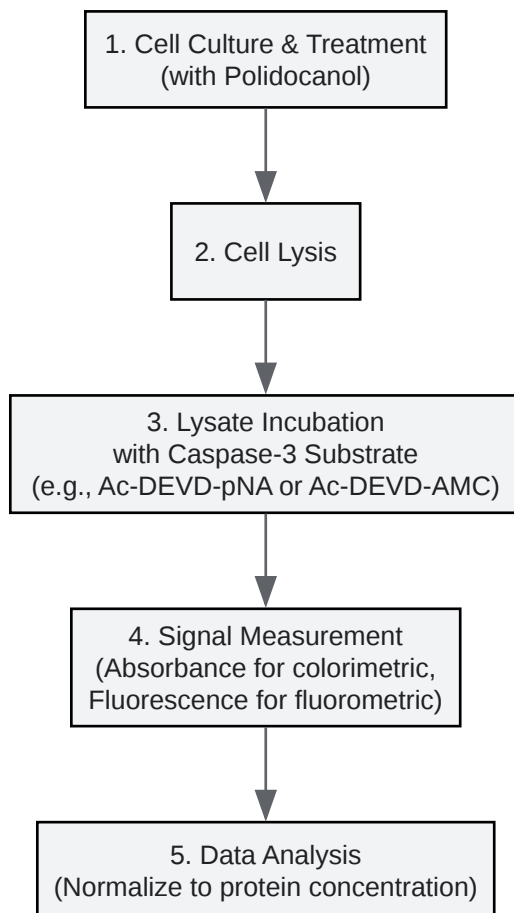 1. Cell Culture & Treatment
(with Polidocanol)
2. Cell Lysis
3. Lysate Incubation
with Caspase-3 Substrate
(e.g., Ac-DEVD-pNA or Ac-DEVD-AMC)
4. Signal Measurement
(Absorbance for colorimetric,
Fluorescence for fluorometric)
5. Data Analysis
(Normalize to protein concentration)